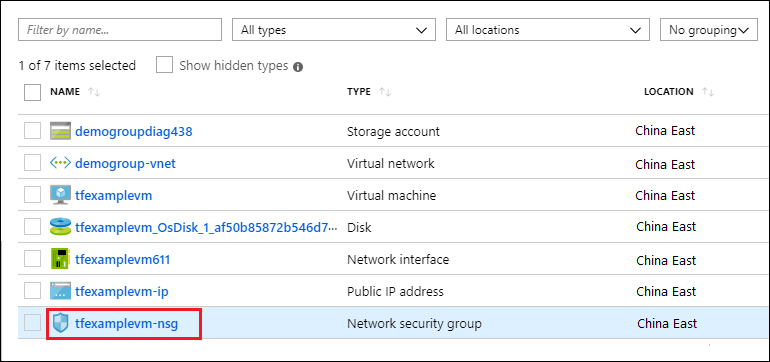 Filter by name... All types All locations No grouping
1 of 7 items selected Show hidden types
NAME TYPE LOCATION
demogroupdiag438 Storage account China East
demogroup-vnet Virtual network China East
tfexamplevm Virtual machine China East
tfexamplevm_OsDisk_1_af50b85872b546d7... Disk China East
tfexamplevm611 Network interface China East
tfexamplevm-ip Public IP address China East
tfexamplevm-nsg Network security group China East